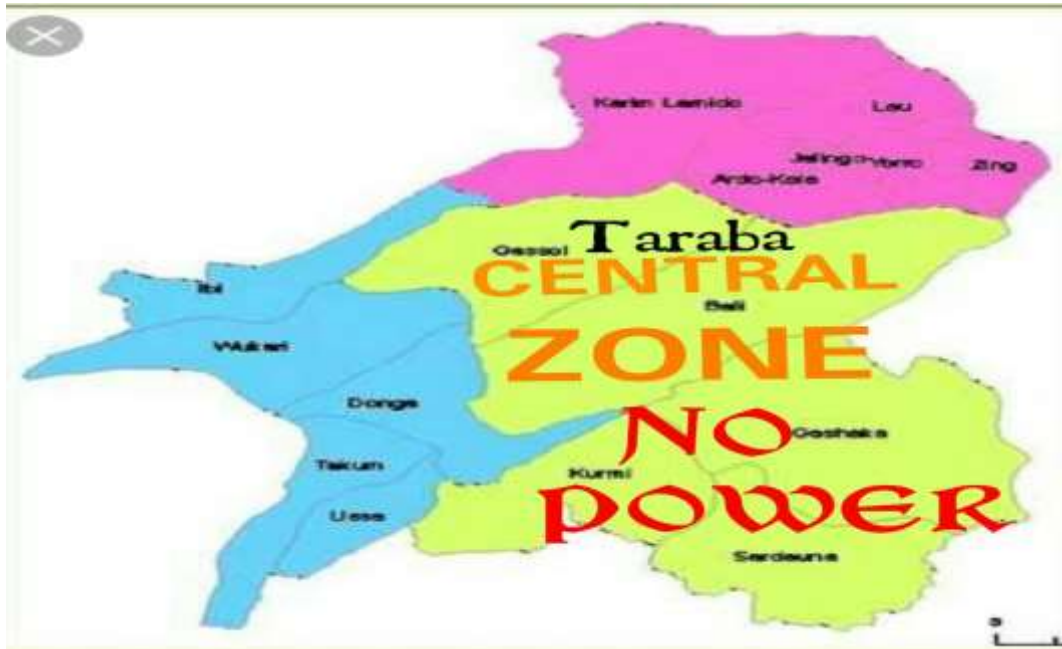 Karim Lamido
Lau
Jalingo Yorro
Zing
Ardo-Kola
Taraba
Gassol
CENTRAL
Ibi
Bali
Wukari
ZONE
Donga
NO
Gashaka
Takum
Kurmi
POWER
Ussa
Sardauna